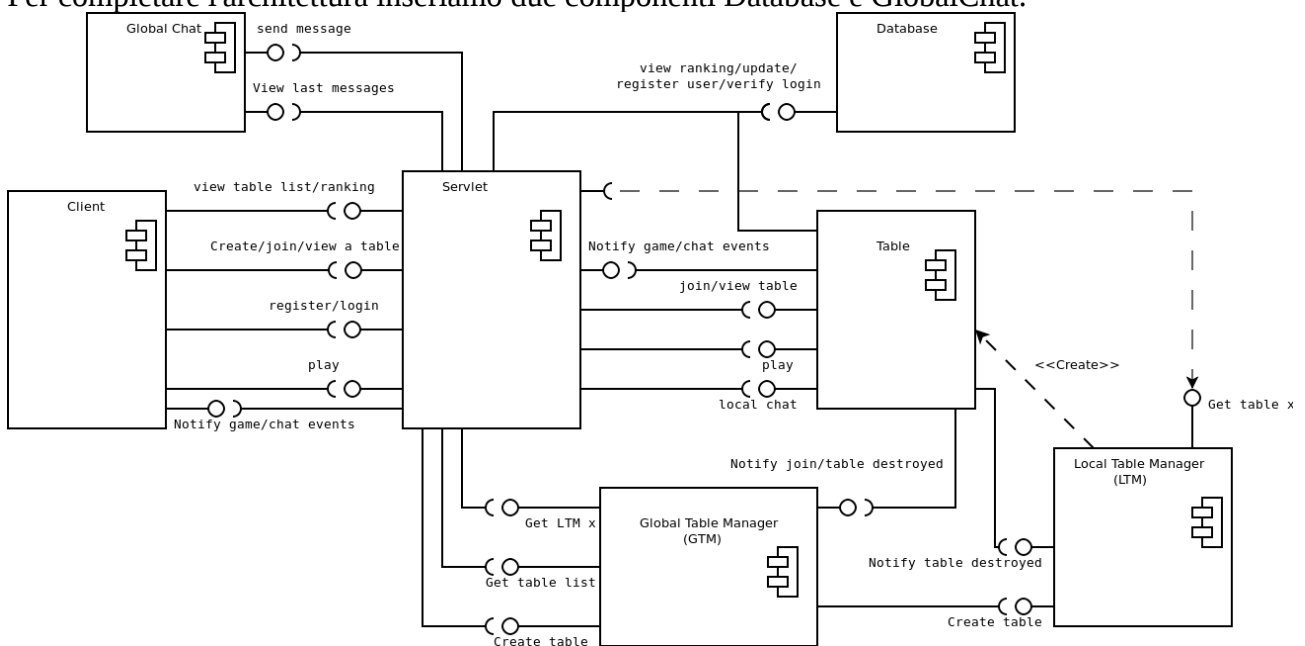 Per completare l'architettura inseriamo due componenti Database e GlobalChat.
Global Chat
send message
View last messages
Database
view ranking/update/
register user/verify login
Client
view table list/ranking
Create/join/view a table
register/login
play
Notify game/chat events
Servlet
Notify game/chat events
join/view table
play
local chat
Table
<<Create>>
Get table x
Local Table Manager
(LTM)
Notify join/table destroyed
Global Table Manager
(GTM)
Get LTM x
Get table list
Create table
Notify table destroyed
Create table